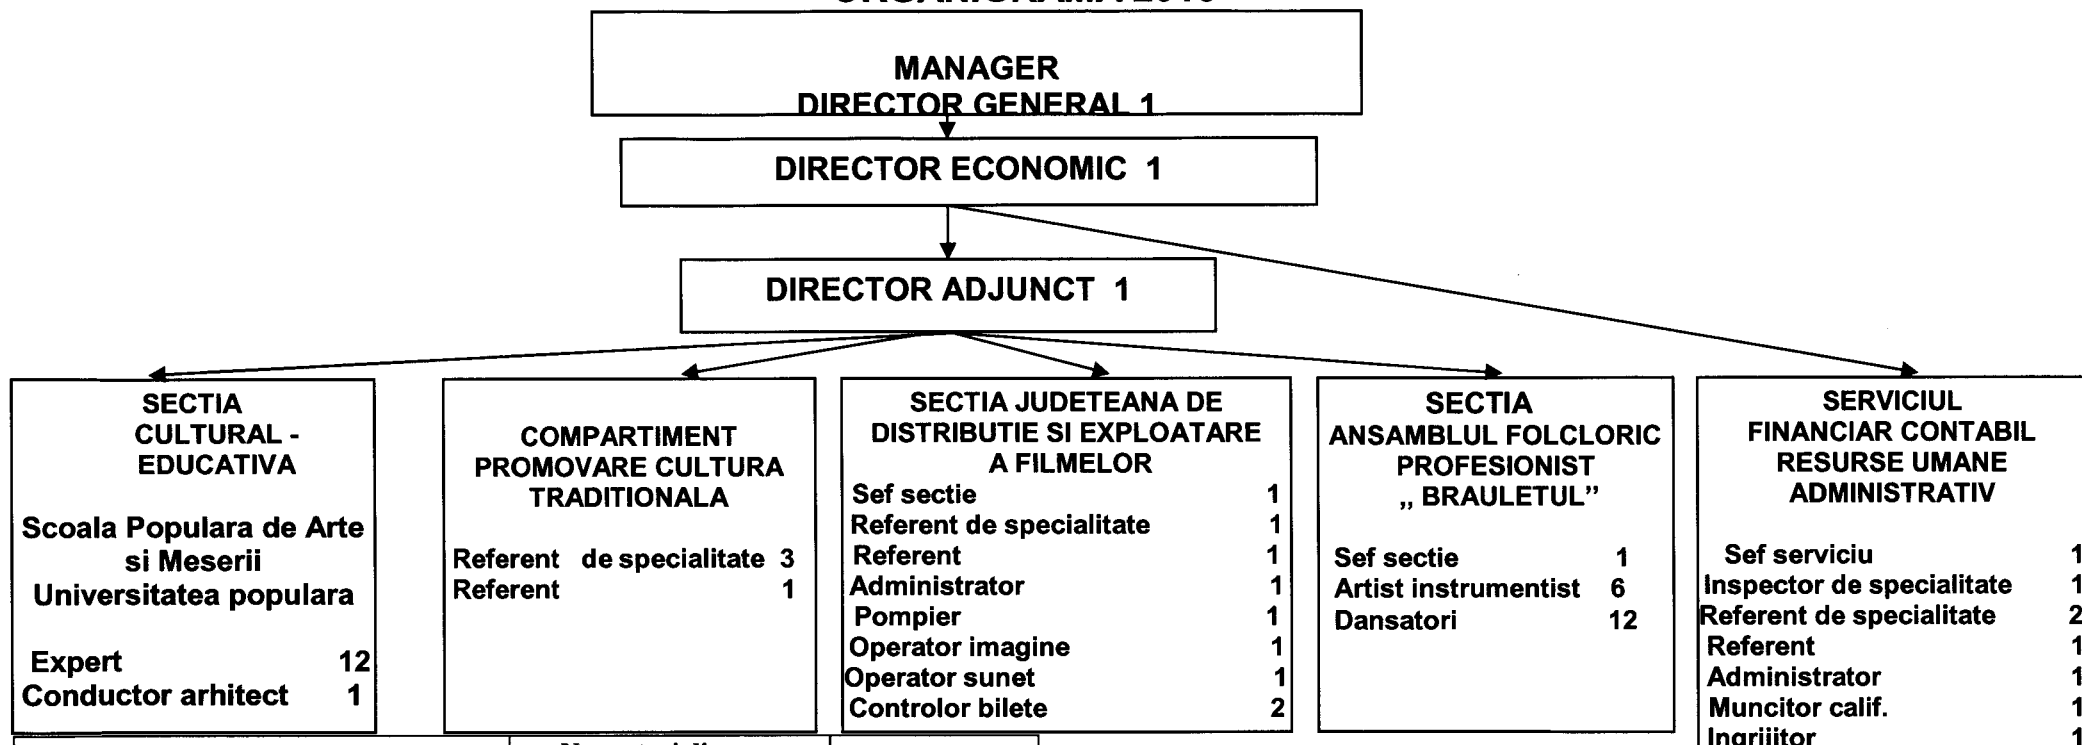 MANAGER
DIRECTOR GENERAL 1
DIRECTOR ECONOMIC 1
DIRECTOR ADJUNCT 1
SECTIA
CULTURAL -
EDUCATIVA
Scoala Populara de Arte
si Meserii
Universitatea populara
Expert 12
Conductor arhitect 1
COMPARTIMENT
PROMOVARE CULTURA
TRADITIONALA
Referent de specialitate 3
Referent 1
SECTIA JUDETEANA DE
DISTRIBUTIE SI EXPLOATARE
A FILMELOR
Sef sectie 1
Referent de specialitate 1
Referent 1
Administrator 1
Pompier 1
Operator imagine 1
Operator sunet 1
Controlor bilete 2
SECTIA
ANSAMBLUL FOLCLORIC
PROFESIONIST
,, BRAULETUL”
Sef sectie 1
Artist instrumentist 6
Dansatori 12
SERVICIUL
FINANCIAR CONTABIL
RESURSE UMANE
ADMINISTRATIV
Sef serviciu 1
Inspector de specialitate 1
Referent de specialitate 2
Referent 1
Administrator 1
Muncitor calif. 1
Ingrijitor 1